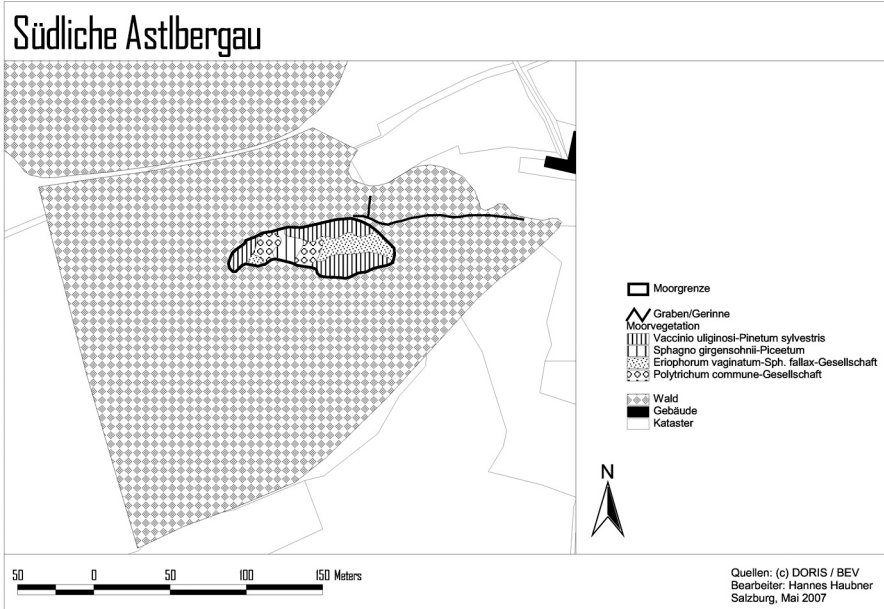 Südliche Astlbergau
Moorgrenze
Graben/Gerinne
Moorvegetation
Vaccinio uliginosi-Pinetum sylvestris
Sphagno girgensohnii-Piceetum
Eriophorum vaginatum-Sph. fallax-Gesellschaft
Polytrichum commune-Gesellschaft
Wald
Gebäude
Kataster
N
50 0 50 100 150 Meters
Quellen: (c) DORIS / BEV
Bearbeiter: Hannes Haubner
Salzburg, Mai 2007